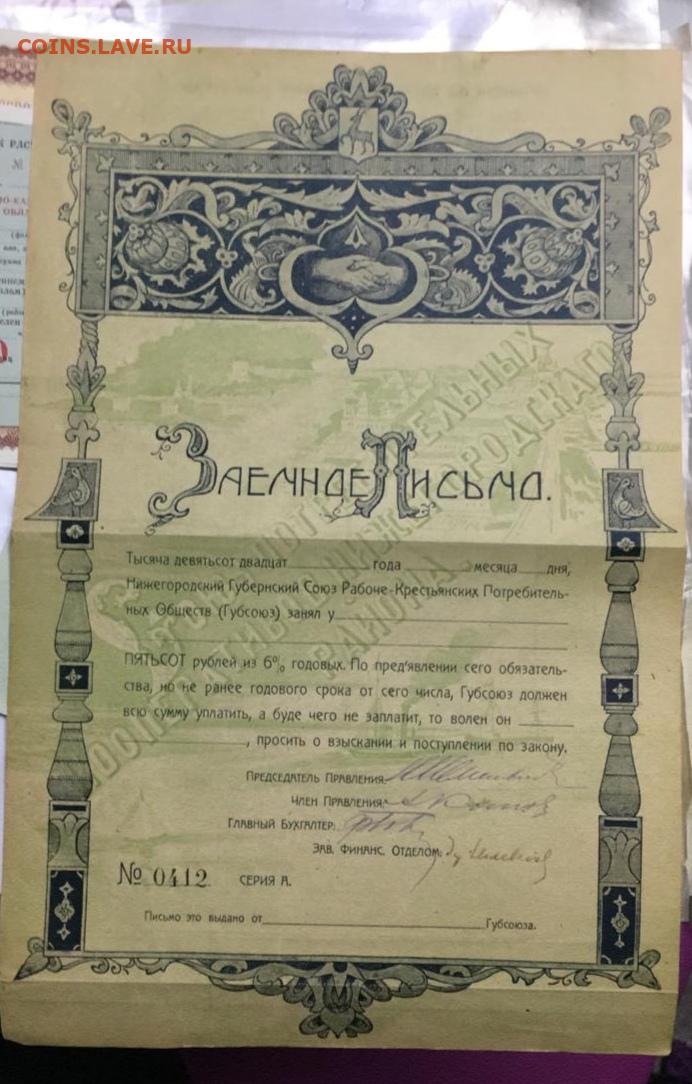 COINS.LAVE.RU
Заемное Письмо.
Тысяча девятьсот двадцат года месяца дня,
Нижегородский Губернский Союз Рабоче-Крестьянских Потребитель-
ных Обществ (Губсоюз) занял у
ПЯТЬСОТ рублей из 6% годовых. По пред'явлении сего обязатель-
ства, но не ранее годового срока от сего числа, Губсоюз должен
всю сумму уплатить, а буде чего не заплатит, то волен он
, просить о взыскании и поступлении по закону.
Председатель Правления:
Член Правления:
Главный Бухгалтер:
Зав. Финанс. Отделом:
№ 0412 СЕРИЯ А.
Письмо это выдано от Губсоюза.